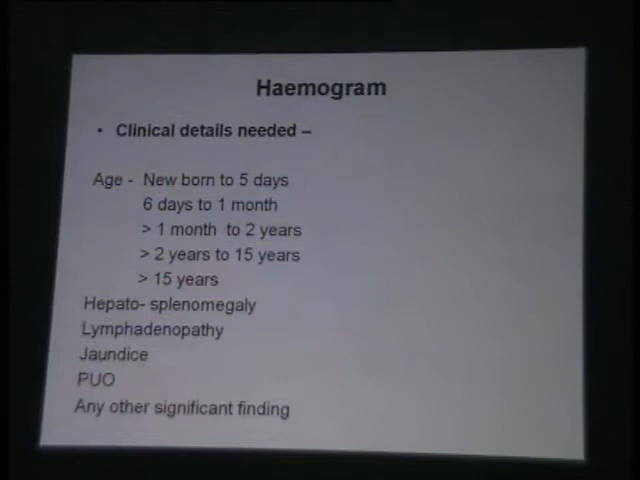 Haemogram
• Clinical details needed –
Age - New born to 5 days
6 days to 1 month
> 1 month to 2 years
> 2 years to 15 years
> 15 years
Hepato- splenomegaly
Lymphadenopathy
Jaundice
PUO
Any other significant finding